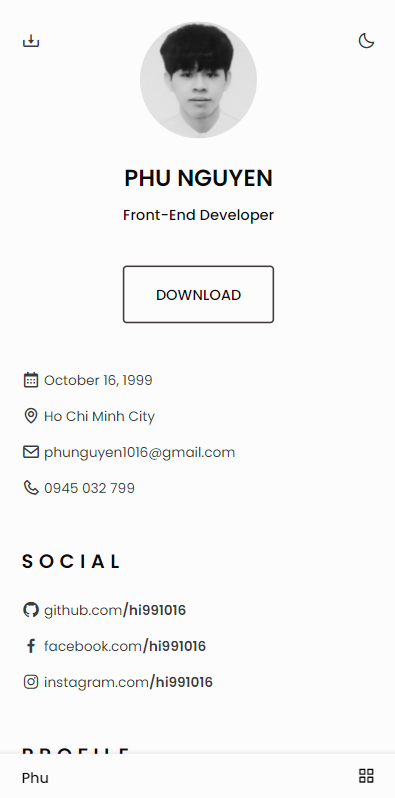 PHU NGUYEN
Front-End Developer
DOWNLOAD
October 16, 1999
Ho Chi Minh City
phunguyen1016@gmail.com
0945 032 799
SOCIAL
github.com/hi991016
facebook.com/hi991016
instagram.com/hi991016
PROFILE
Phu